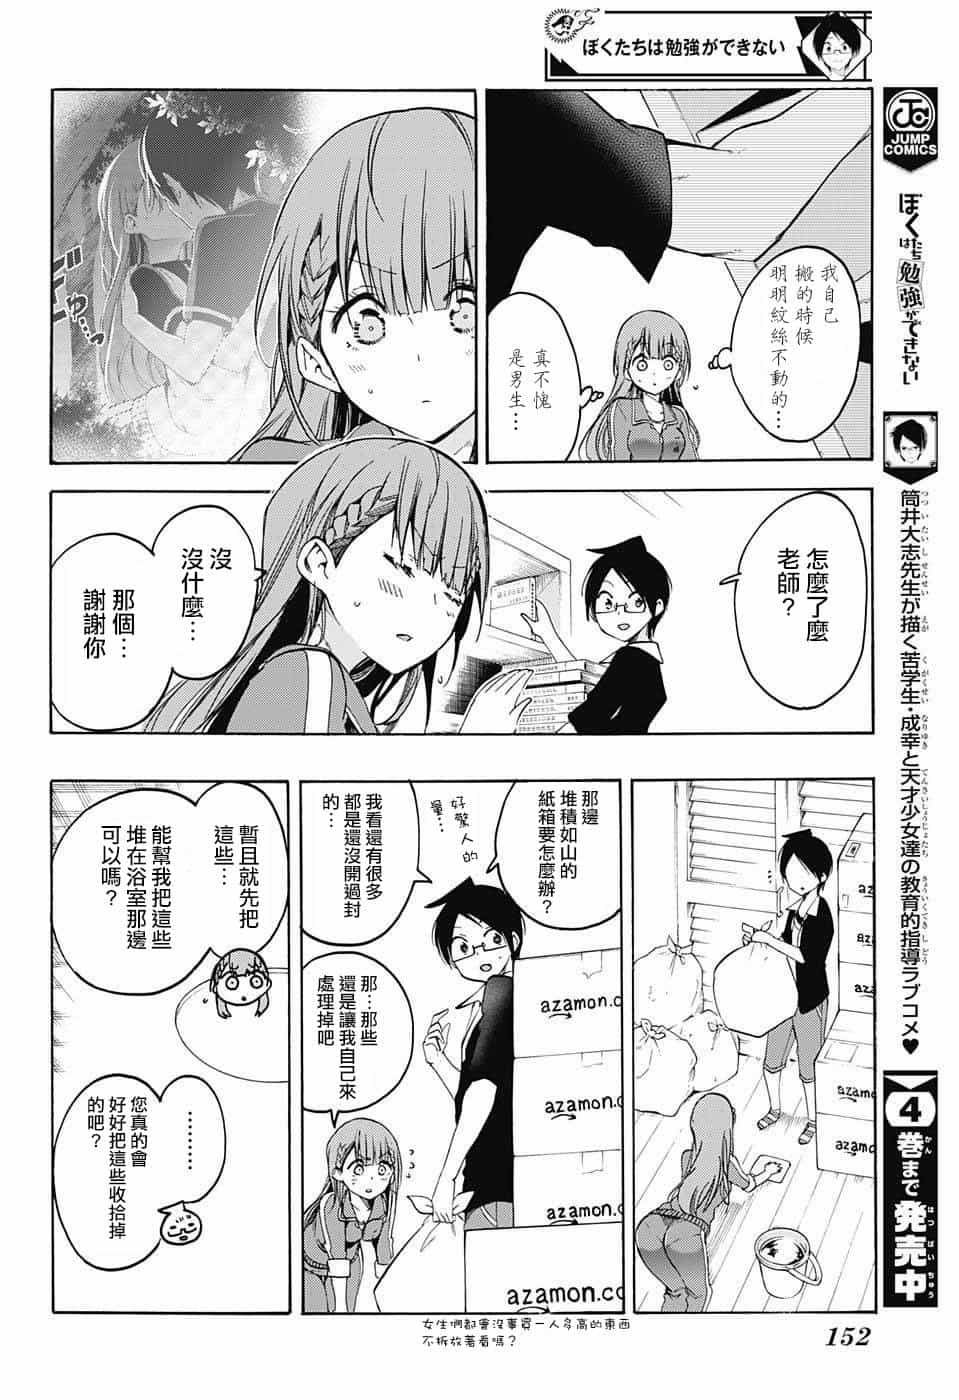 ぼくたちは勉強ができない
JUMP
COMICS
ぼくたちは勉強ができない
筒井大志先生が描く苦学生・成幸と天才少女達の教育的指導ラブコメ♥
4巻まで発売中
我自己
搬的時候
明明紋絲不動的…
真不愧
是男生…
ぎゅ…っ
怎麼了麼
老師?
沒
沒什麼…
那個…
謝謝你
azamon
azamon
那邊
堆積如山的
紙箱要怎麼辦?
好驚人的
量…
我看還有很多
都是還沒開過封
的…
那…那些
還是讓我自己來
處理掉吧
azamon.co
azamon.c
azamon
azamon.co
女生們都會沒事買一人多高的東西
不拆放著看嗎?
暫且就先把
這些…
能幫我把這些
堆在浴室那邊
可以嗎?
………
您真的會
好好把這些收拾掉
的吧?
152